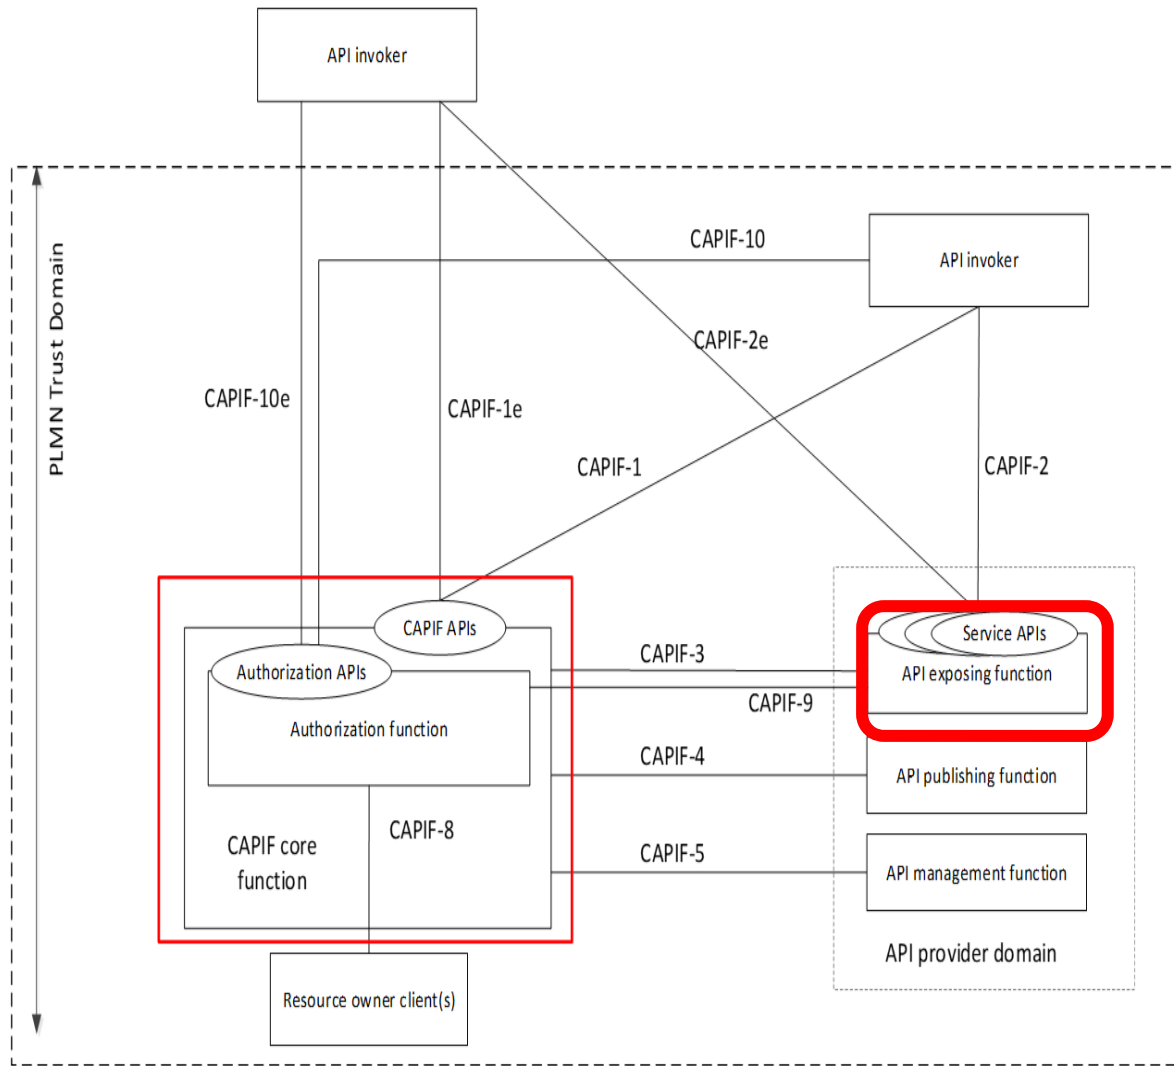 API invoker
PLMN Trust Domain
CAPIF-10
API invoker
CAPIF-2e
CAPIF-10e
CAPIF-1e
CAPIF-1
CAPIF-2
CAPIF APIs
Service APIs
Authorization APIs
CAPIF-3
API exposing function
CAPIF-9
Authorization function
CAPIF-4
API publishing function
CAPIF-8
CAPIF core
function
CAPIF-5
API management function
API provider domain
Resource owner client(s)